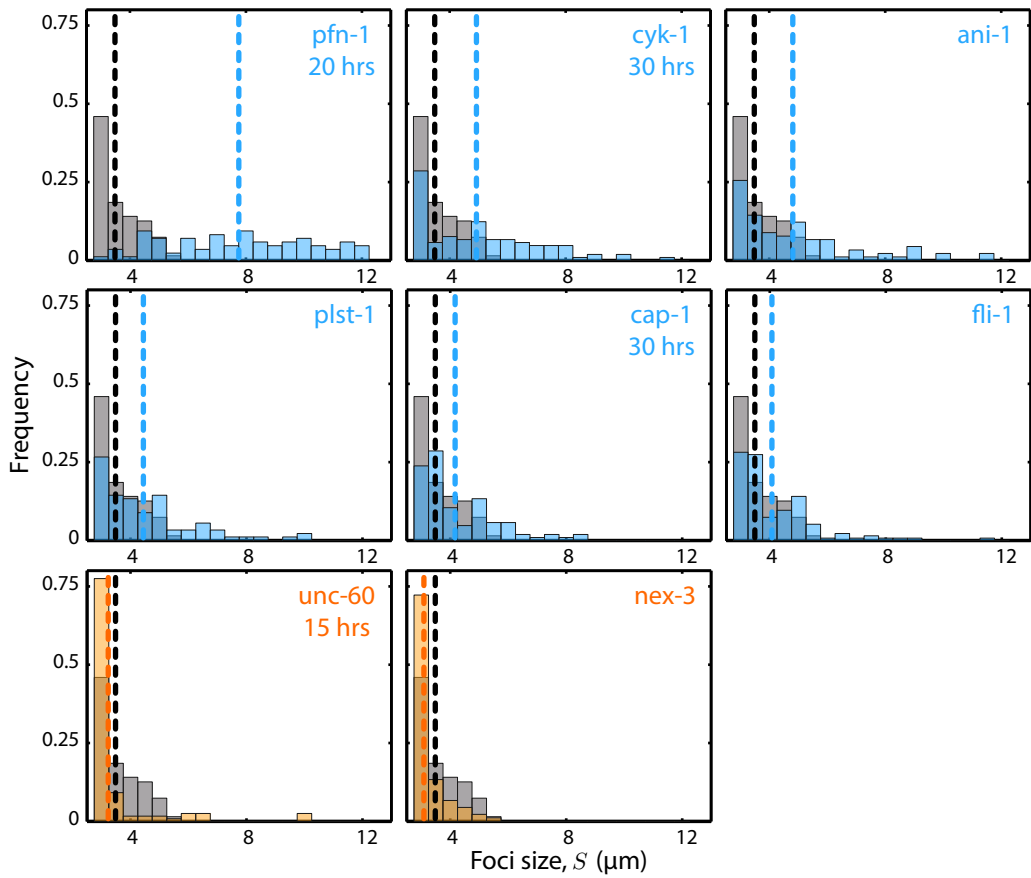 0.75
0.5
0.25
0
4
8
12
pfn-1
20 hrs
4
8
12
cyk-1
30 hrs
4
8
12
ani-1
Frequency
0.75
0.5
0.25
0
4
8
12
plst-1
4
8
12
cap-1
30 hrs
4
8
12
fli-1
0.75
0.5
0.25
0
4
8
12
unc-60
15 hrs
4
8
12
nex-3
Foci size, S (μm)